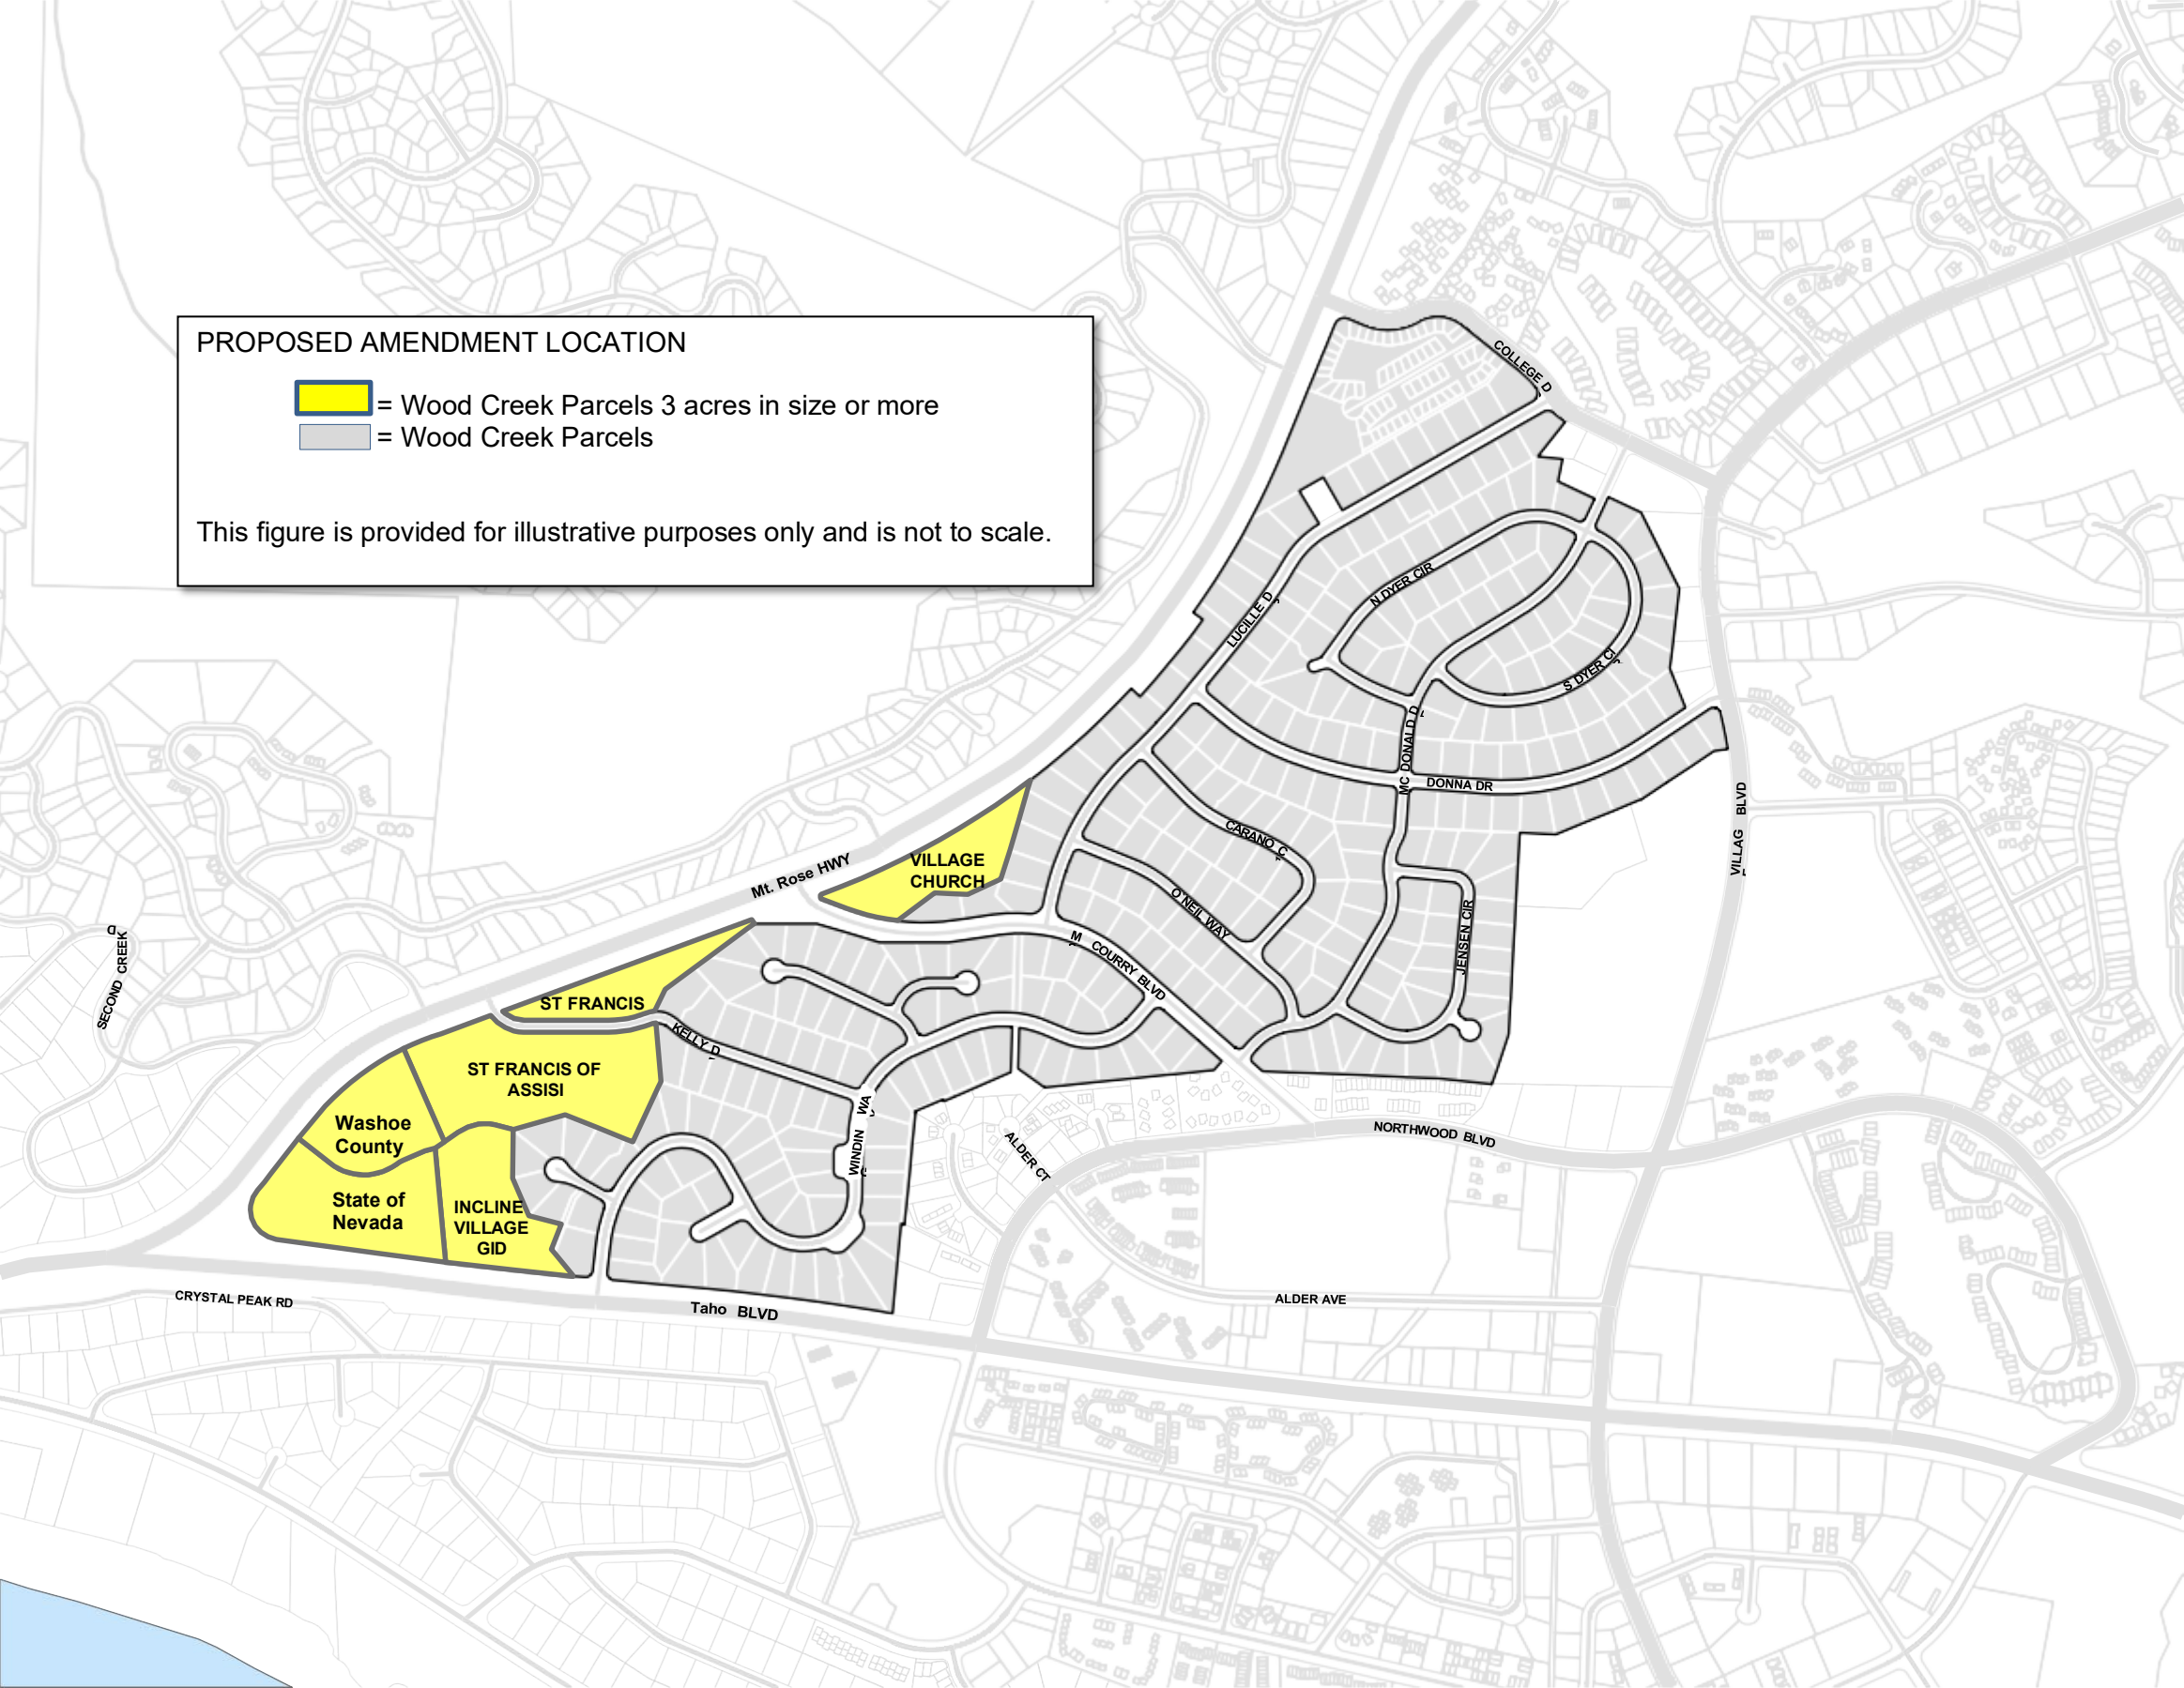 PROPOSED AMENDMENT LOCATION
= Wood Creek Parcels 3 acres in size or more
= Wood Creek Parcels
This figure is provided for illustrative purposes only and is not to scale.
COLLEGE D
N DYER CIR
LUCILLE D
S DYER CI
MC DONALD D
DONNA DR
VILLAG BLVD
CARANO C
VILLAGE
CHURCH
Mt. Rose HWY
O'NEIL WAY
JENSEN CIR
M COURRY BLVD
SECOND CREEK D
ST FRANCIS
KELLY D
ST FRANCIS OF
ASSISI
Washoe
County
WINDIN WA
NORTHWOOD BLVD
ALDER CT
State of
Nevada
INCLINE
VILLAGE
GID
CRYSTAL PEAK RD
Taho BLVD
ALDER AVE